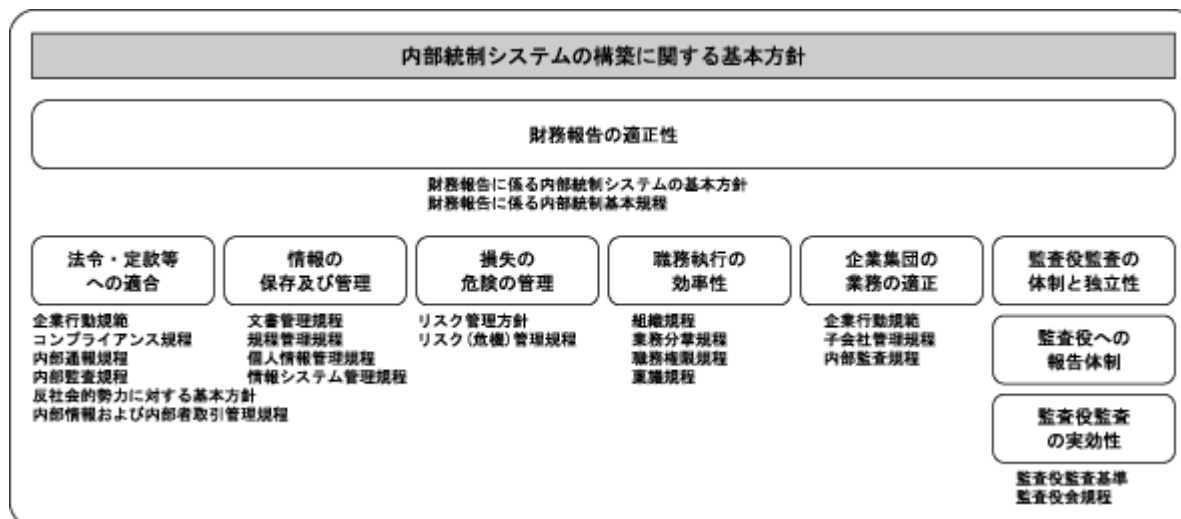 内部統制システムの構築に関する基本方針
財務報告の適正性
財務報告に係る内部統制システムの基本方針
財務報告に係る内部統制基本規程
法令・定款等
への適合
企業行動規範
コンプライアンス規程
内部通報規程
内部監査規程
反社会的勢力に対する基本方針
内部情報および内部者取引管理規程
情報の
保存及び管理
文書管理規程
規程管理規程
個人情報管理規程
情報システム管理規程
損失の
危険の管理
リスク管理方針
リスク(危機)管理規程
職務執行の
効率性
組織規程
業務分掌規程
職務権限規程
稟議規程
企業集団の
業務の適正
企業行動規範
子会社管理規程
内部監査規程
監査役監査の
体制と独立性
監査役への
報告体制
監査役監査
の実効性
監査役監査基準
監査役会規程